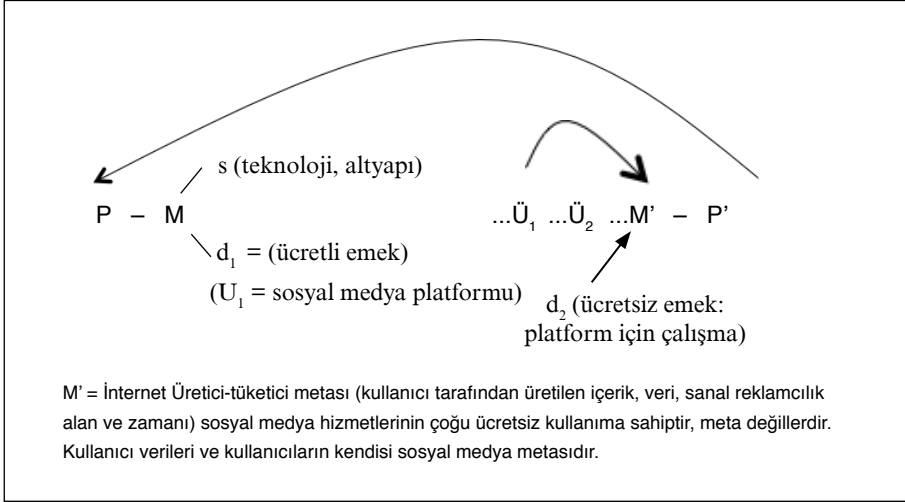 s (teknoloji, altyapı)
P – M ...Ü₁ ...Ü₂ ...M’ – P’
d₁ = (ücretli emek)
(U₁ = sosyal medya platformu)
d₂ (ücretsiz emek:
platform için çalışma)
M’ = İnternet Üretici-tüketici metası (kullanıcı tarafından üretilen içerik, veri, sanal reklamcılık
alan ve zamanı) sosyal medya hizmetlerinin çoğu ücretsiz kullanıma sahiptir, meta değillerdir.
Kullanıcı verileri ve kullanıcıların kendisi sosyal medya metasıdır.